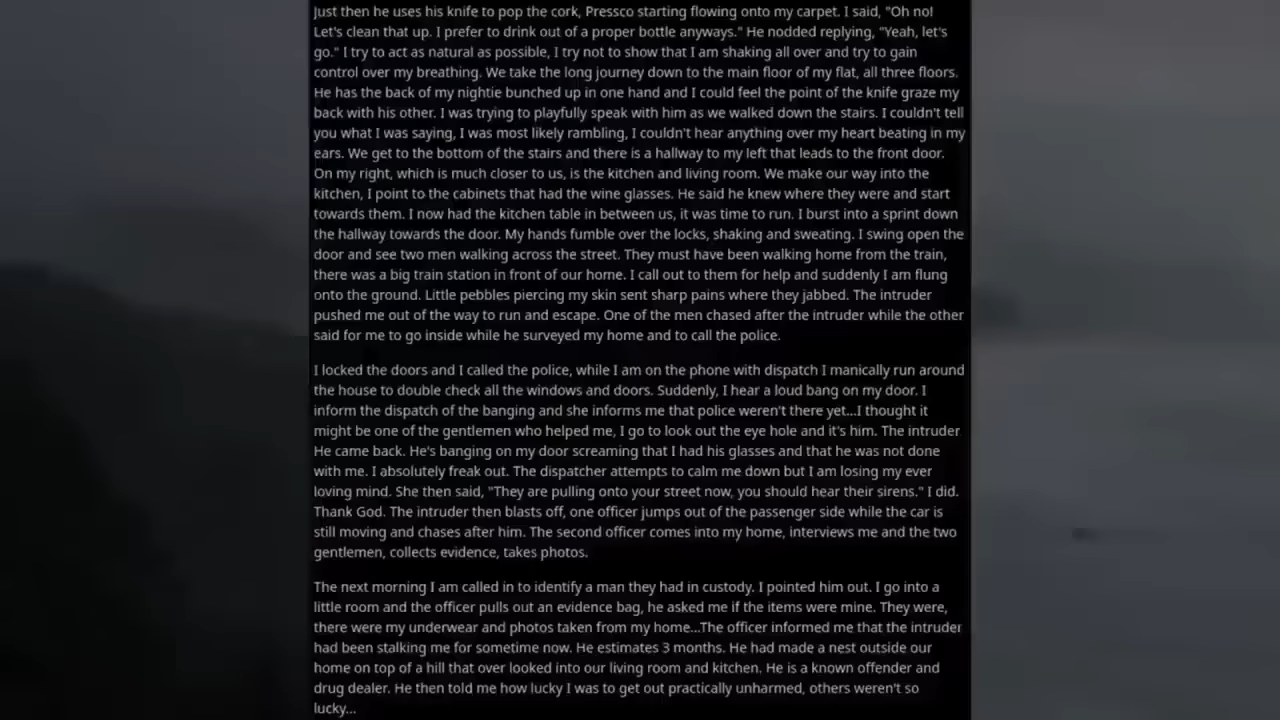 Just then he uses his knife to pop the cork, Pressco starting flowing onto my carpet. I said, "Oh no!
Let's clean that up. I prefer to drink out of a proper bottle anyways." He nodded replying, "Yeah, let's
go." I try to act as natural as possible, I try not to show that I am shaking all over and try to gain
control over my breathing. We take the long journey down to the main floor of my flat, all three floors.
He has the back of my nightie bunched up in one hand and I could feel the point of the knife graze my
back with his other. I was trying to playfully speak with him as we walked down the stairs. I couldn't tell
you what I was saying, I was most likely rambling, I couldn't hear anything over my heart beating in my
ears. We get to the bottom of the stairs and there is a hallway to my left that leads to the front door.
On my right, which is much closer to us, is the kitchen and living room. We make our way into the
kitchen, I point to the cabinets that had the wine glasses. He said he knew where they were and start
towards them. I now had the kitchen table in between us, it was time to run. I burst into a sprint down
the hallway towards the door. My hands fumble over the locks, shaking and sweating. I swing open the
door and see two men walking across the street. They must have been walking home from the train,
there was a big train station in front of our home. I call out to them for help and suddenly I am flung
onto the ground. Little pebbles piercing my skin sent sharp pains where they jabbed. The intruder
pushed me out of the way to run and escape. One of the men chased after the intruder while the other
said for me to go inside while he surveyed my home and to call the police.
I locked the doors and I called the police, while I am on the phone with dispatch I manically run around
the house to double check all the windows and doors. Suddenly, I hear a loud bang on my door. I
inform the dispatch of the banging and she informs me that police weren't there yet...I thought it
might be one of the gentlemen who helped me, I go to look out the eye hole and it's him. The intruder.
He came back. He's banging on my door screaming that I had his glasses and that he was not done
with me. I absolutely freak out. The dispatcher attempts to calm me down but I am losing my ever
loving mind. She then said, "They are pulling onto your street now, you should hear their sirens." I did.
Thank God. The intruder then blasts off, one officer jumps out of the passenger side while the car is
still moving and chases after him. The second officer comes into my home, interviews me and the two
gentlemen, collects evidence, takes photos.
The next morning I am called in to identify a man they had in custody. I pointed him out. I go into a
little room and the officer pulls out an evidence bag, he asked me if the items were mine. They were,
there were my underwear and photos taken from my home...The officer informed me that the intruder
had been stalking me for sometime now. He estimates 3 months. He had made a nest outside our
home on top of a hill that over looked into our living room and kitchen. He is a known offender and
drug dealer. He then told me how lucky I was to get out practically unharmed, others weren't so
lucky...